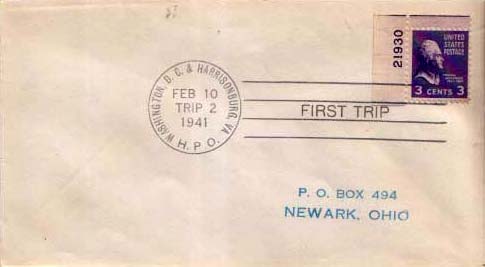 21930
UNITED
STATES
POSTAGE
3 CENTS 3
WASHINGTON, D. C. & HARRISONBURG, VA
FEB 10
TRIP 2
1941
H. P. O.
FIRST TRIP
P. O. BOX 494
NEWARK, OHIO